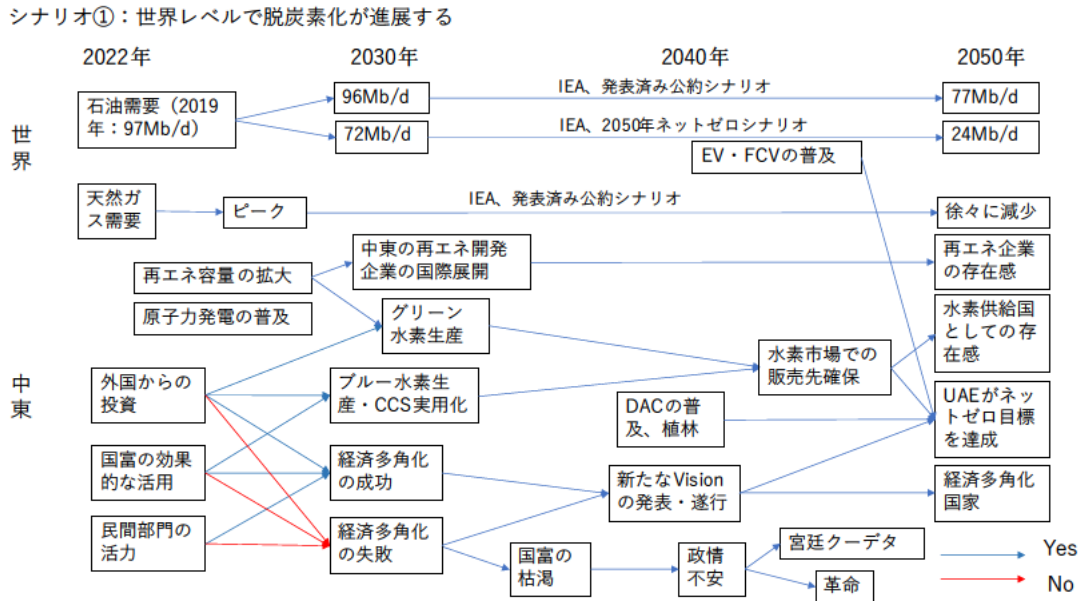 シナリオ①：世界レベルで脱炭素化が進展する
2022年
2030年
2040年
2050年
世
界
石油需要（2019
年：97Mb/d）
96Mb/d
IEA、発表済み公約シナリオ
77Mb/d
72Mb/d
IEA、2050年ネットゼロシナリオ
24Mb/d
EV・FCVの普及
天然ガ
ス需要
ピーク
IEA、発表済み公約シナリオ
徐々に減少
中
東
再エネ容量の拡大
中東の再エネ開発
企業の国際展開
再エネ企業
の存在感
原子力発電の普及
グリーン
水素生産
水素市場での
販売先確保
水素供給国
としての存
在感
外国からの
投資
ブルー水素生
産・CCS実用化
DACの普
及、植林
UAEがネッ
トゼロ目標
を達成
国富の効果
的な活用
経済多角化
の成功
新たなVision
の発表・遂行
経済多角化
国家
民間部門の
活力
経済多角化
の失敗
国富の
枯渇
政情
不安
宮廷クーデタ
革命
Yes
No